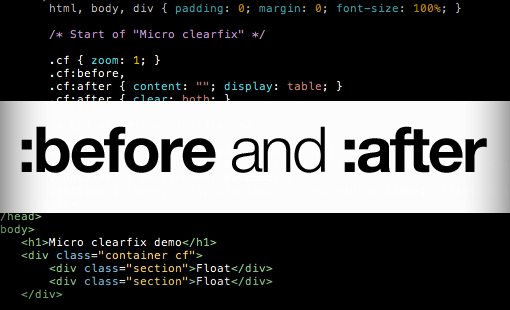 html, body, div { padding: 0; margin: 0; font-size: 100%; }
/* Start of "Micro clearfix" */
.cf { zoom: 1; }
.cf:before,
.cf:after { content: ""; display: table; }
.cf:after { clear: both; }
:before and :after
/head>
body>
<h1>Micro clearfix demo</h1>
<div class="container cf">
<div class="section">Float</div>
<div class="section">Float</div>
</div>